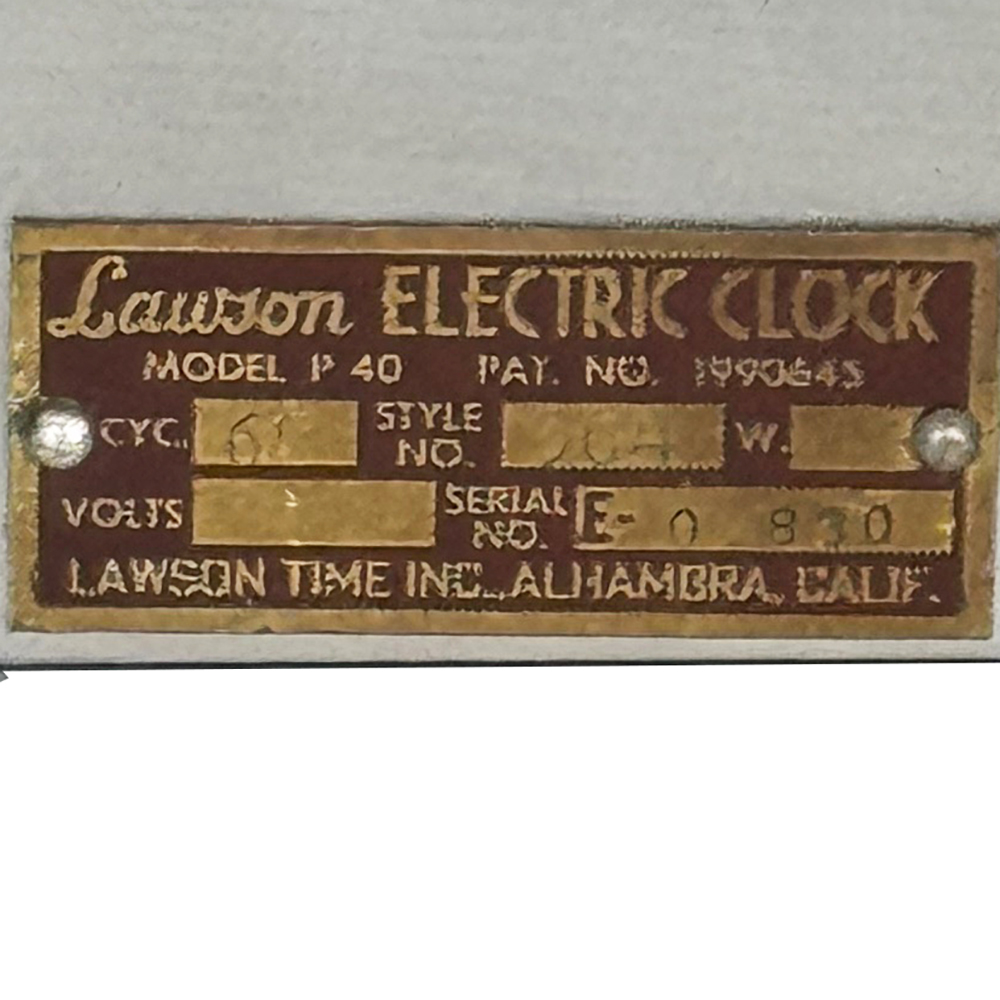 Lawson ELECTRIC CLOCK
MODEL P 40 PAT. NO. 1990645
CYC. STYLE NO. W.
VOLTS SERIAL NO. E- 0 830
LAWSON TIME INC. ALHAMBRA, CALIF.